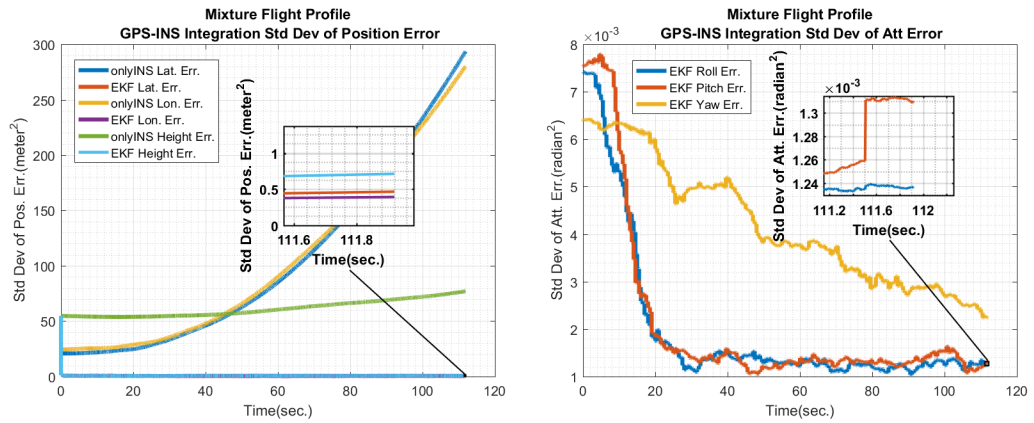 Mixture Flight Profile
GPS-INS Integration Std Dev of Position Error
Std Dev of Pos. Err.(meter²)
300
250
200
150
100
50
0
onlyINS Lat. Err.
EKF Lat. Err.
onlyINS Lon. Err.
EKF Lon. Err.
onlyINS Height Err.
EKF Height Err.
Std Dev of Pos. Err.(meter²)
1
0.5
0
111.6 111.8
Time(sec.)
0 20 40 60 80 100 120
Time(sec.)
Mixture Flight Profile
GPS-INS Integration Std Dev of Att Error
×10⁻³
Std Dev of Att. Err.(radian²)
8
7
6
5
4
3
2
1
EKF Roll Err.
EKF Pitch Err.
EKF Yaw Err.
Std Dev of Att. Err.(radian²)
×10⁻³
1.3
1.28
1.26
1.24
111.2 111.6 112
Time(sec.)
0 20 40 60 80 100 120
Time(sec.)